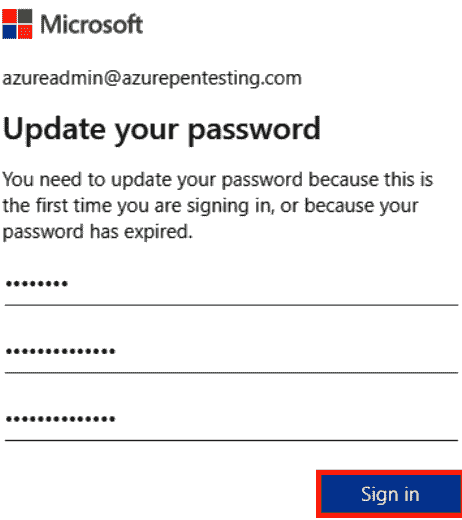 Microsoft
azureadmin@azurepentesting.com
Update your password
You need to update your password because this is
the first time you are signing in, or because your
password has expired.
••••••••
••••••••••••••
••••••••••••••
Sign in